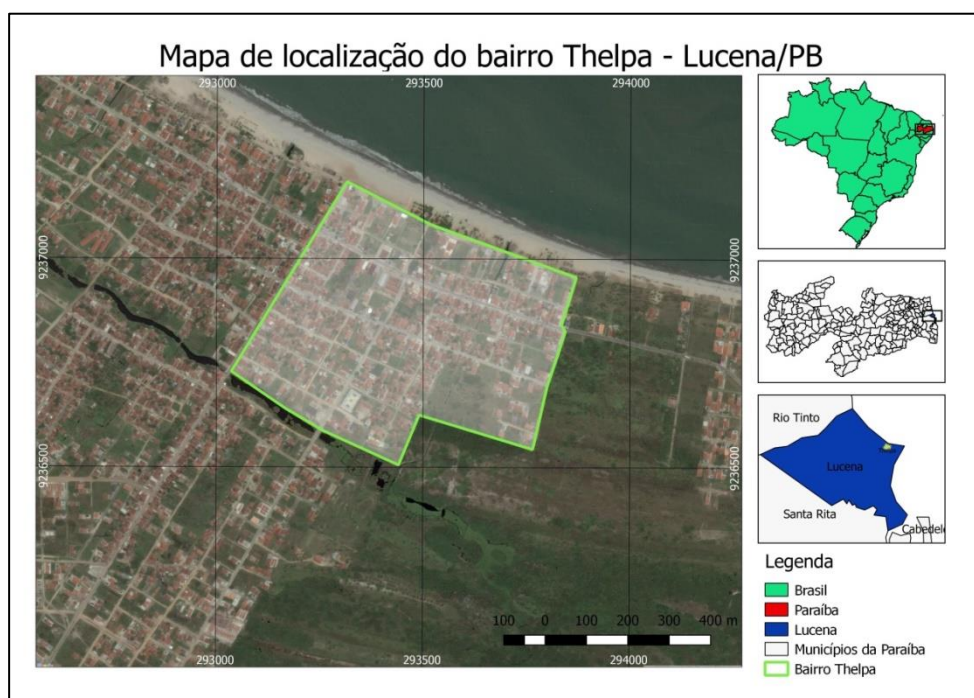 Mapa de localização do bairro Thelpa - Lucena/PB
293000 293500 294000
9237000 9237000
9236500 9236500
100 0 100 200 300 400 m
293000 293500 294000
Rio Tinto
Lucena
Santa Rita
Cabedel
Legenda
Brasil
Paraíba
Lucena
Municípios da Paraíba
Bairro Thelpa